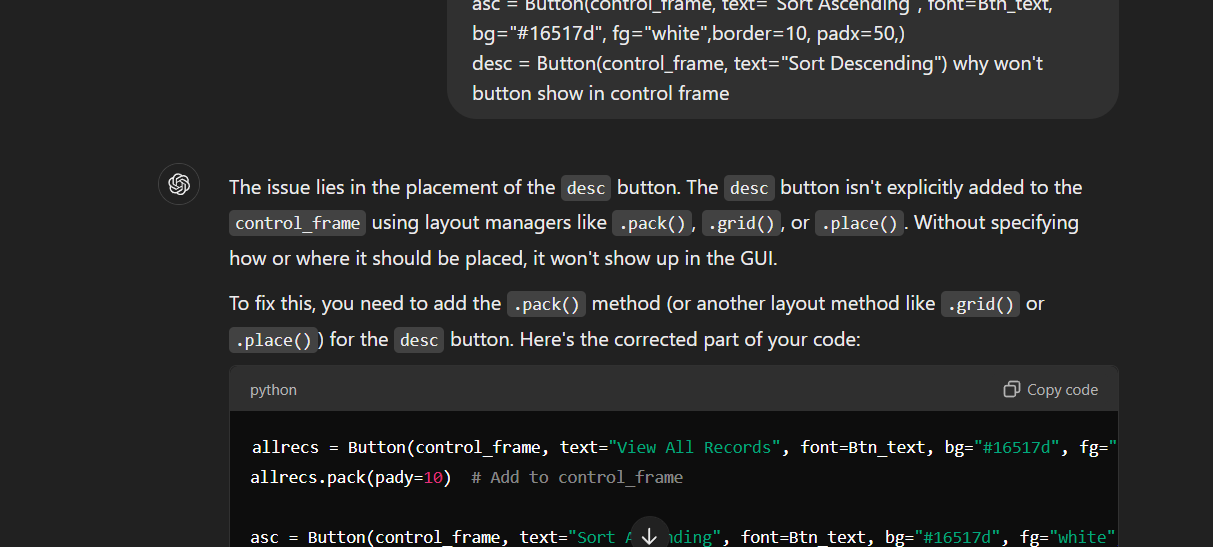 asc = Button(control_frame, text="Sort Ascending", font=Btn_text,
bg="#16517d", fg="white",border=10, padx=50,)
desc = Button(control_frame, text="Sort Descending") why won't
button show in control frame
The issue lies in the placement of the desc button. The desc button isn't explicitly added to the
control_frame using layout managers like .pack(), .grid(), or .place(). Without specifying
how or where it should be placed, it won't show up in the GUI.
To fix this, you need to add the .pack() method (or another layout method like .grid() or
.place()) for the desc button. Here's the corrected part of your code:
python Copy code
allrecs = Button(control_frame, text="View All Records", font=Btn_text, bg="#16517d", fg="
allrecs.pack(pady=10)  # Add to control_frame
asc = Button(control_frame, text="Sort A nding", font=Btn_text, bg="#16517d", fg="white"